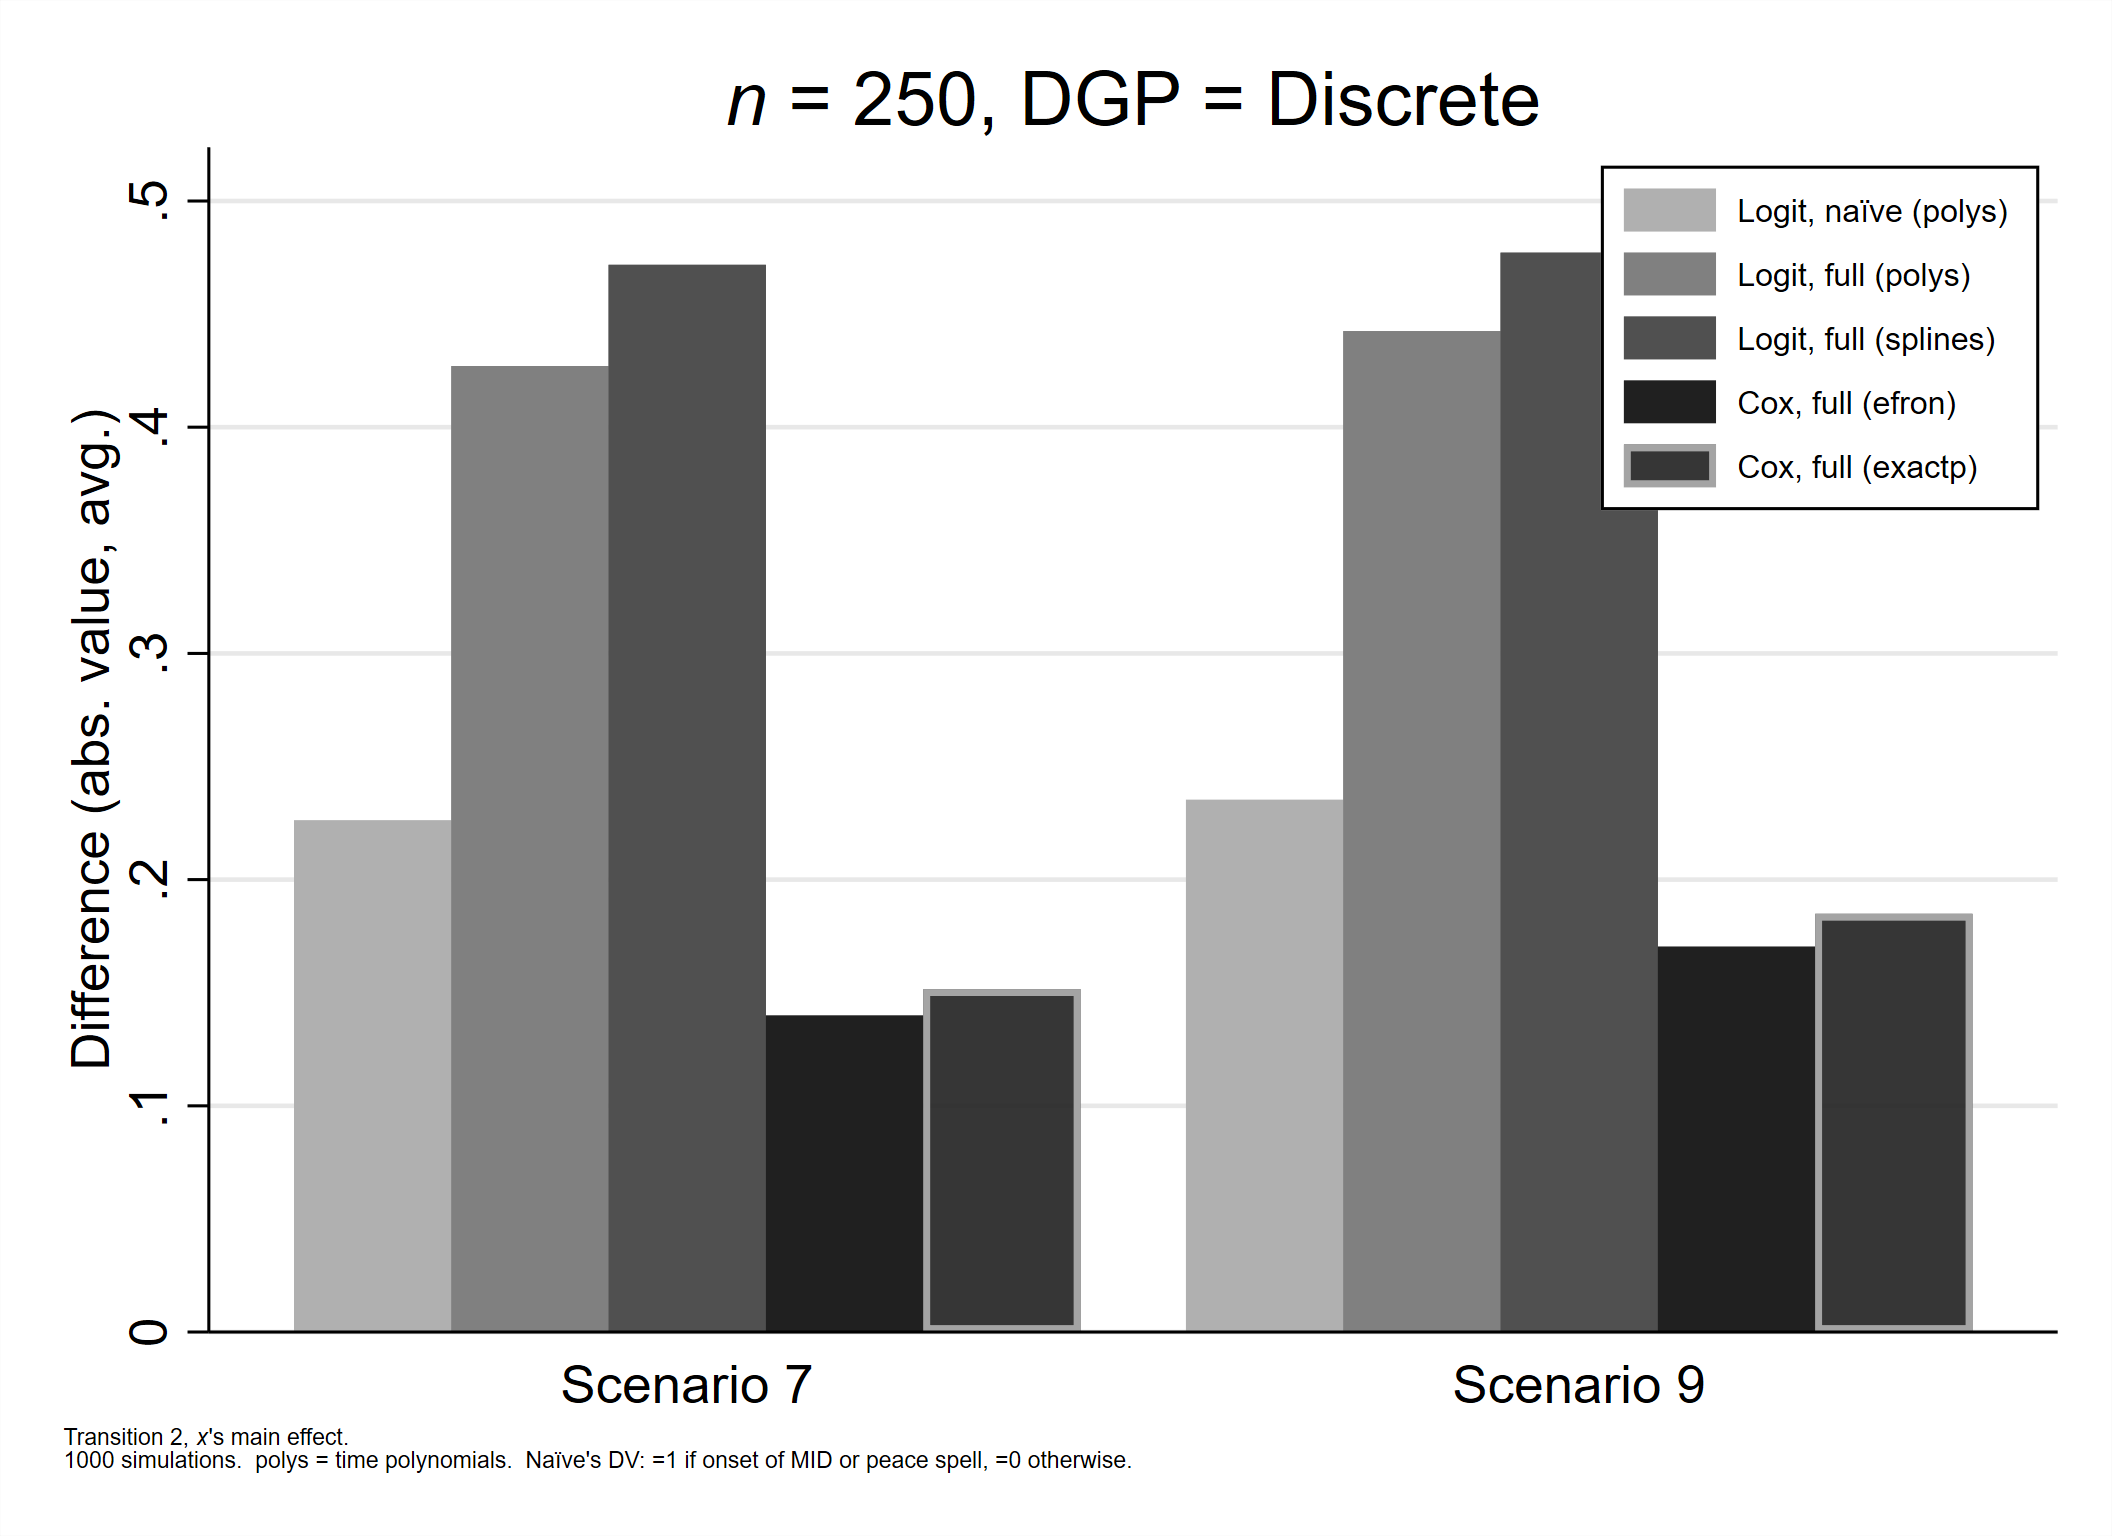 n = 250, DGP = Discrete
Difference (abs. value, avg.)
.5
.4
.3
.2
.1
0
Logit, naïve (polys)
Logit, full (polys)
Logit, full (splines)
Cox, full (efron)
Cox, full (exactp)
Scenario 7
Scenario 9
Transition 2, x's main effect.
1000 simulations.  polys = time polynomials.  Naïve's DV: =1 if onset of MID or peace spell, =0 otherwise.